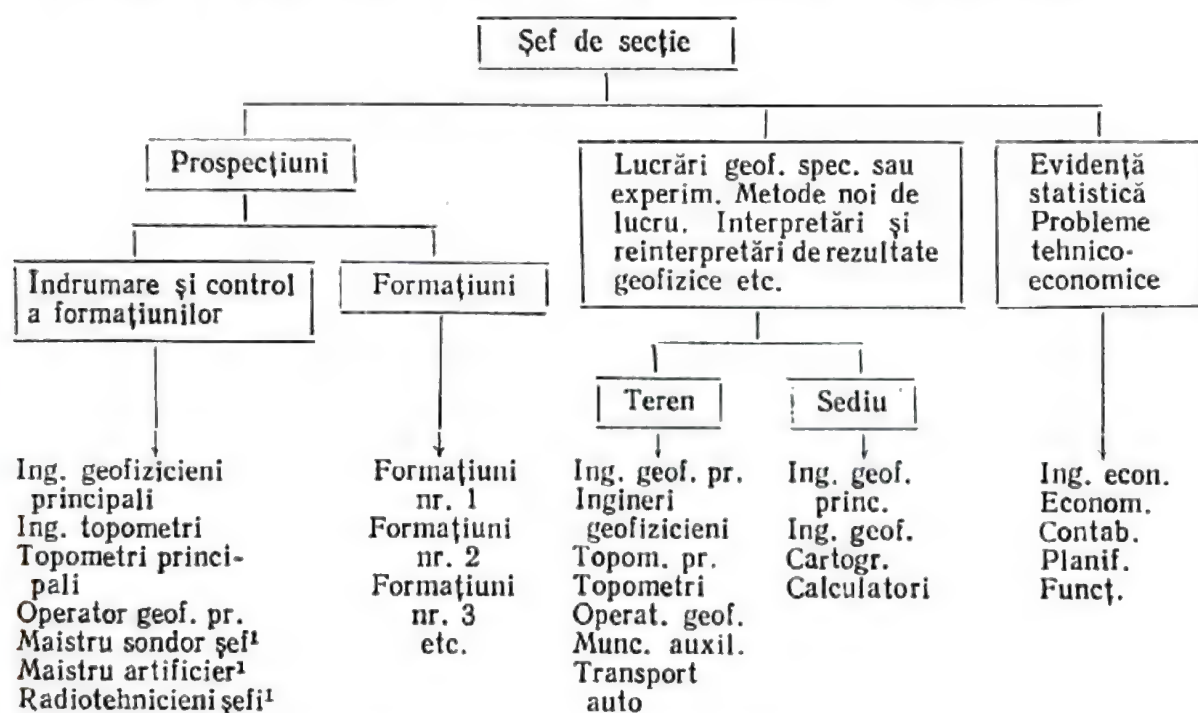 Şef de secţie
Prospecţiuni
Lucrări geof. spec. sau
experim. Metode noi de
lucru. Interpretări şi
reinterpretări de rezultate
geofizice etc.
Evidenţă
statistică
Probleme
tehnico-
economice
Indrumare şi control
a formaţiunilor
Formaţiuni
Teren
Sediu
Ing. geofizicieni
principali
Ing. topometri
Topometri princi-
pali
Operator geof. pr.
Maistru sondor şef¹
Maistru artificier¹
Radiotehnicieni şefi¹
Formaţiuni
nr. 1
Formaţiuni
nr. 2
Formaţiuni
nr. 3
etc.
Ing. geof. pr.
Ingineri
geofizicieni
Topom. pr.
Topometri
Operat. geof.
Munc. auxil.
Transport
auto
Ing. geof.
princ.
Ing. geof.
Cartogr.
Calculatori
Ing. econ.
Econom.
Contab.
Planif.
Funcţ.